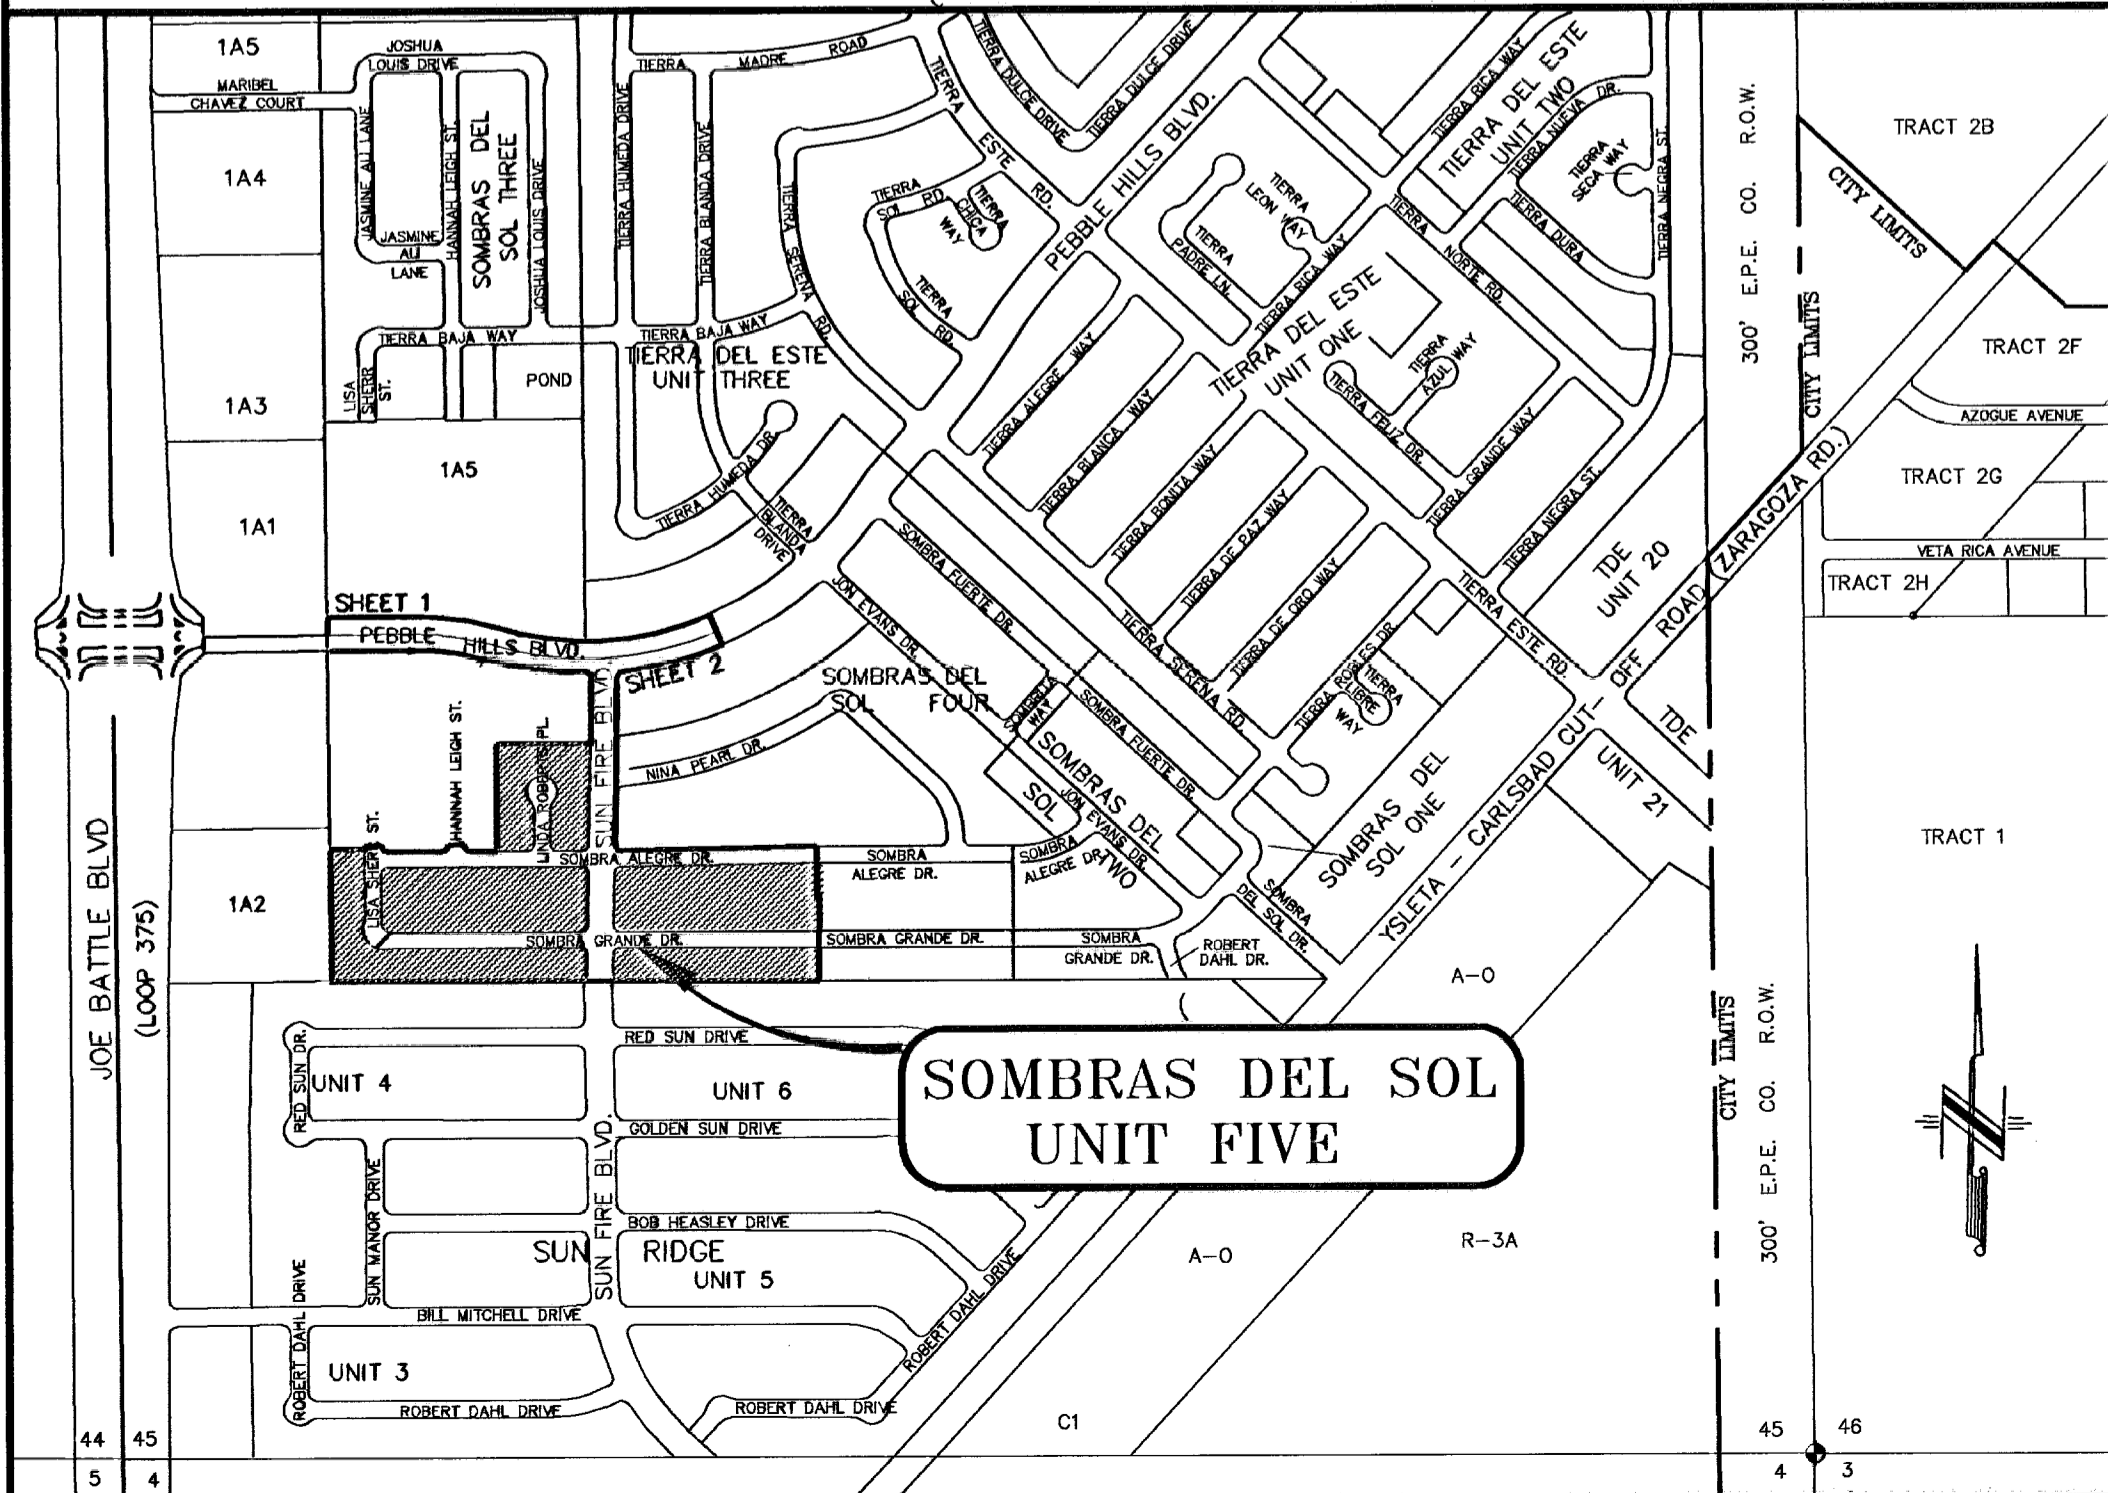 1A5
MARIBEL
CHAVEZ COURT
JOSHUA
LOUIS DRIVE
JASMINE ALI LANE
HANNAH LEIGH ST.
SOMBRAS DEL
SOL THREE
JOSHUA LOUIS DRIVE
JASMINE
ALI
LANE
1A4
TIERRA BAJA WAY
LISA
SHERR
ST.
POND
1A3
1A5
1A1
TIERRA
MADRE
ROAD
TIERRA HUMEDA DRIVE
TIERRA BLANDA DRIVE
TIERRA BAJA WAY
TIERRA DEL ESTE
UNIT THREE
TIERRA SERENA
RD.
TIERRA HUMEDA DR.
TIERRA
BLANDA
DRIVE
TIERRA
ESTE
RD.
TIERRA DULCE DRIVE
TIERRA DULCE DRIVE
TIERRA
SOL RD.
TIERRA
CHICA
WAY
TIERRA
SOL
RD.
PEBBLE HILLS BLVD.
TIERRA
LEON WAY
TIERRA
PADRE LN.
TIERRA RICA WAY
TIERRA RICA WAY
TIERRA DEL ESTE
UNIT TWO
TIERRA NUEVA DR.
TIERRA
SECA WAY
TIERRA NEGRA ST.
TIERRA DURA
TIERRA
NORTE RD.
TIERRA DEL ESTE
UNIT ONE
TIERRA
AZUL WAY
TIERRA FELIZ DR.
TIERRA GRANDE WAY
TIERRA NEGRA ST.
TIERRA ALEGRE WAY
TIERRA BLANCA WAY
TIERRA BONITA WAY
TIERRA DE PAZ WAY
TIERRA DE ORO WAY
TIERRA ROBLES DR.
TIERRA
LIBRE
WAY
TIERRA ESTE RD.
TIERRA SERENA RD.
TDE
UNIT 20
TDE
UNIT 21
300' E.P.E. CO. R.O.W.
CITY LIMITS
CITY LIMITS
TRACT 2B
TRACT 2F
AZOGUE AVENUE
TRACT 2G
VETA RICA AVENUE
TRACT 2H
TRACT 1
YSLETA - CARLSBAD CUT- OFF ROAD (ZARAGOZA RD.)
SHEET 1
PEBBLE HILLS BLVD.
SHEET 2
SUN FIRE BLVD.
SOMBRA FUERTE DR.
JON EVANS DR.
SOMBRAS DEL
SOL FOUR
SOMBRITA
WAY
SOMBRA FUERTE DR.
SOMBRAS DEL
SOL
TWO
JON
EVANS DR.
NINA PEARL DR.
HANNAH LEIGH ST.
LINDA ROBERTS PL.
LISA SHERR ST.
SOMBRA ALEGRE DR.
SOMBRA
ALEGRE DR.
SOMBRA
ALEGRE DR.
SOMBRAS DEL
SOL ONE
SOMBRA
DEL SOL DR.
SOMBRA GRANDE DR.
SOMBRA GRANDE DR.
SOMBRA
GRANDE DR.
ROBERT
DAHL DR.
JOE BATTLE BLVD
(LOOP 375)
1A2
A-0
SOMBRAS DEL SOL
UNIT FIVE
RED SUN DR.
UNIT 4
RED SUN DRIVE
UNIT 6
GOLDEN SUN DRIVE
SUN FIRE BLVD.
SUN MANOR DRIVE
BOB HEASLEY DRIVE
SUN RIDGE
UNIT 5
BILL MITCHELL DRIVE
ROBERT DAHL DRIVE
UNIT 3
ROBERT DAHL DRIVE
ROBERT DAHL DRIVE
ROBERT DAHL DRIVE
A-0
R-3A
C1
CITY LIMITS
300' E.P.E. CO. R.O.W.
44 45
5 4
45 46
4 3